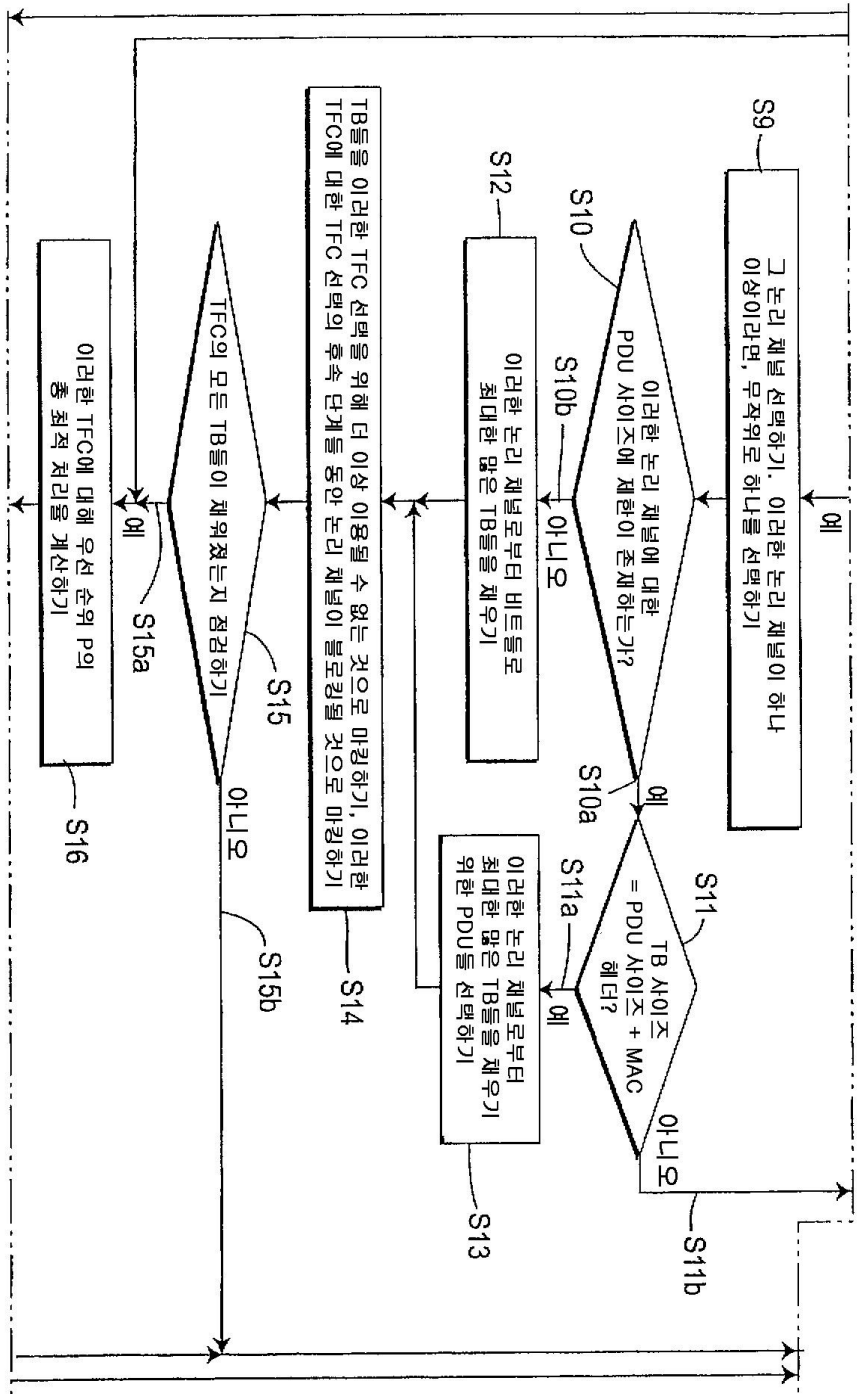 예
S9
그 논리 채널 선택하기. 이러한 논리 채널이 하나
이상이라면, 무작위로 하나를 선택하기
S10
이러한 논리 채널에 대한
PDU 사이즈에 제한이 존재하는가?
S10a
예
S10b
아니오
S11
TB 사이즈
= PDU 사이즈 + MAC
헤더?
아니오
S11b
S11a
예
S12
이러한 논리 채널로부터 비트들로
최대한 많은 TB들을 채우기
이러한 논리 채널로부터
최대한 많은 TB들을 채우기
위한 PDU들 선택하기
S13
TB들을 이러한 TFC 선택을 위해 더 이상 이용될 수 없는 것으로 마킹하기, 이러한
TFC에 대한 TFC 선택의 후속 단계들 동안 논리 채널이 블로킹될 것으로 마킹하기
S14
TFC의 모든 TB들이 채워졌는지 점검하기
S15
아니오
S15b
S15a
예
이러한 TFC에 대해 우선 순위 P의
총 최적 처리을 계산하기
S16